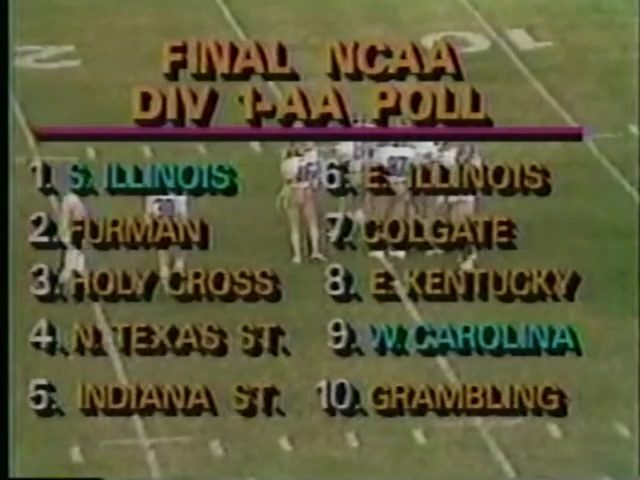 FINAL NCAA
DIV 1-AA POLL
1. S. ILLINOIS
2. FURMAN
3. HOLY CROSS
4. N. TEXAS ST.
5. INDIANA ST.
6. E. ILLINOIS
7. COLGATE
8. E. KENTUCKY
9. W. CAROLINA
10. GRAMBLING